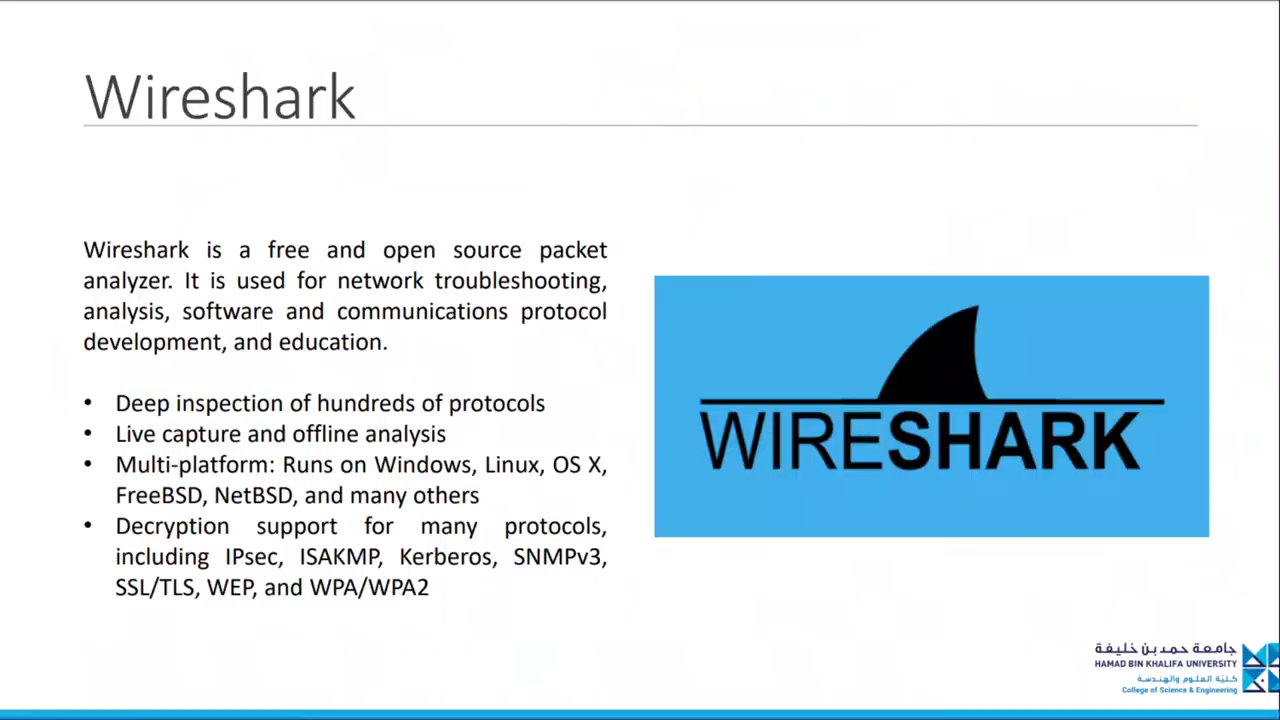 Wireshark
Wireshark is a free and open source packet
analyzer. It is used for network troubleshooting,
analysis, software and communications protocol
development, and education.
• Deep inspection of hundreds of protocols
• Live capture and offline analysis
• Multi-platform: Runs on Windows, Linux, OS X,
FreeBSD, NetBSD, and many others
• Decryption support for many protocols,
including IPsec, ISAKMP, Kerberos, SNMPv3,
SSL/TLS, WEP, and WPA/WPA2
WIRESHARK
جامعة حمد بن خليفة
HAMAD BIN KHALIFA UNIVERSITY
كلية العلوم والهندسة
College of Science & Engineering